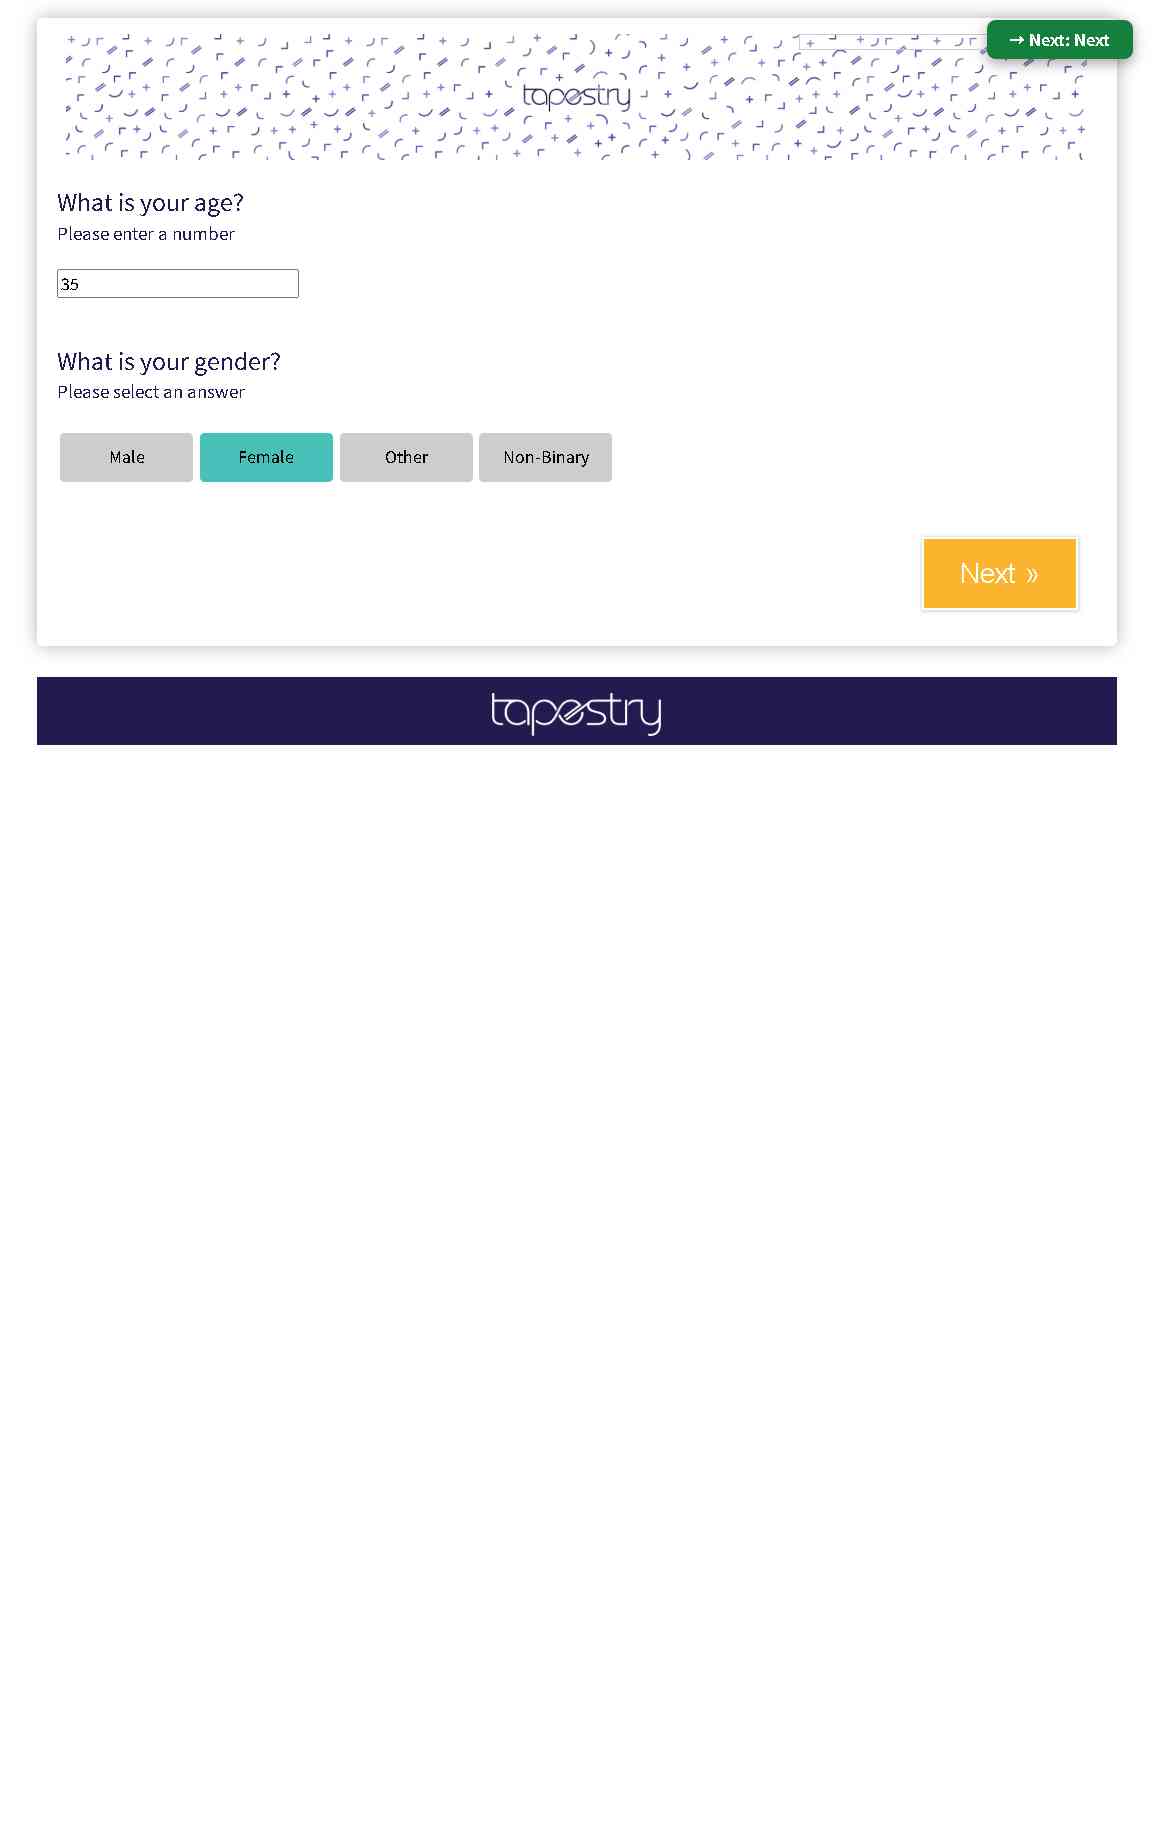 → Next: Next
tapestry
What is your age?
Please enter a number
35
What is your gender?
Please select an answer
Male
Female
Other
Non-Binary
Next »
tapestry